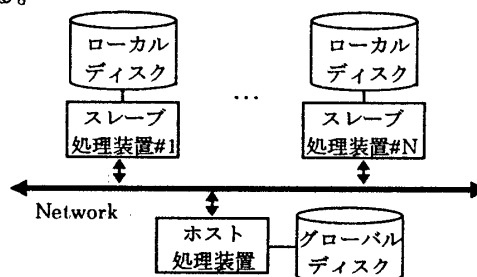 る。
ローカル
ディスク
ローカル
ディスク
...
スレーブ
処理装置#1
スレーブ
処理装置#N
Network
ホスト
処理装置
グローバル
ディスク